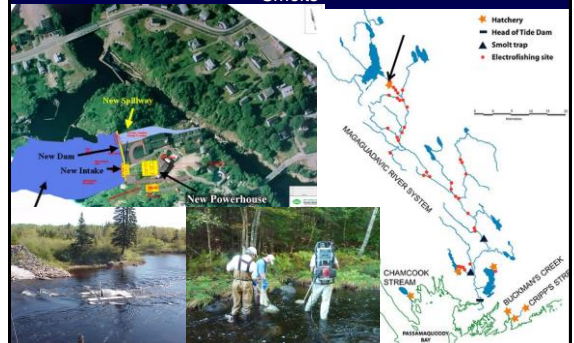 New Spillway
New Dam
New Intake
New Powerhouse
Hatchery
Head of Tide Dam
Smolt trap
Electrofishing site
MAGAGUADAVIC RIVER SYSTEM
CHAMCOOK
STREAM
BUCKMAN'S CREEK
PASSAMAQUODDY
BAY